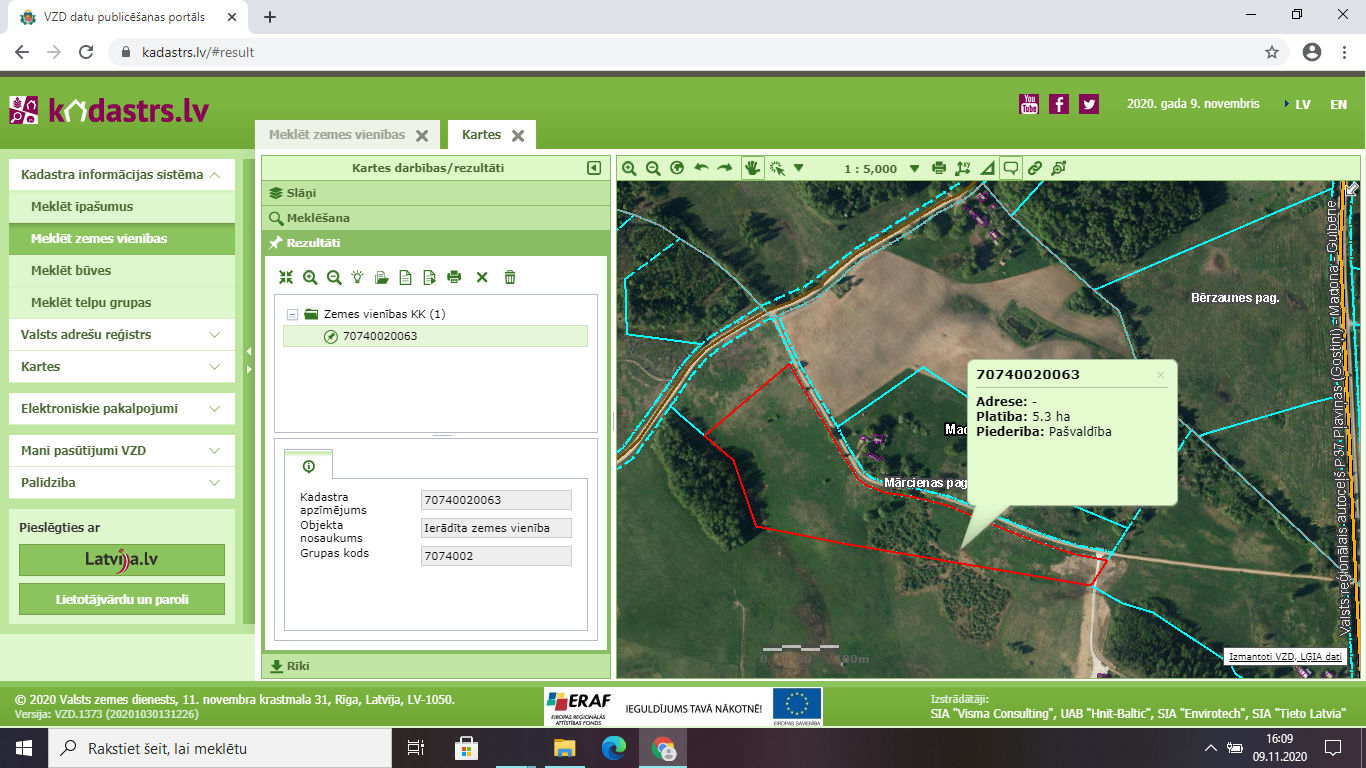 VZD datu publicēšanas portāls
kadastrs.lv/#result
kadastrs.lv
You Tube
2020. gada 9. novembris
LV
EN
Meklēt zemes vienības
Kartes
Kadastra informācijas sistēma
Meklēt īpašumus
Meklēt zemes vienības
Meklēt būves
Meklēt telpu grupas
Valsts adrešu reģistrs
Kartes
Elektroniskie pakalpojumi
Mani pasūtījumi VZD
Palīdzība
Pieslēgties ar
Latvija.lv
Lietotājvārdu un paroli
Kartes darbības/rezultāti
Slāņi
Meklēšana
Rezultāti
Zemes vienības KK (1)
70740020063
Kadastra apzīmējums
70740020063
Objekta nosaukums
Ierādīta zemes vienība
Grupas kods
7074002
Rīki
1 : 5,000
Bērzaunes pag.
70740020063
Adrese: -
Platība: 5.3 ha
Piederība: Pašvaldība
Mārcienas pag
Valsts reģionālais autoceļš P37 Pļaviņas (Gostiņi) - Madona - Gulbene
Izmantoti VZD, LĢIA dati
© 2020 Valsts zemes dienests, 11. novembra krastmala 31, Rīga, Latvija, LV-1050.
Versija: VZD.1373 (20201030131226)
ERAF
EIROPAS REĢIONĀLĀS
ATTĪSTĪBAS FONDS
IEGULDĪJUMS TAVĀ NĀKOTNĒ!
EIROPAS SAVIENĪBA
Izstrādātāji:
SIA "Visma Consulting", UAB "Hnit-Baltic", SIA "Envirotech", SIA "Tieto Latvia"
Rakstiet šeit, lai meklētu
16:09
09.11.2020